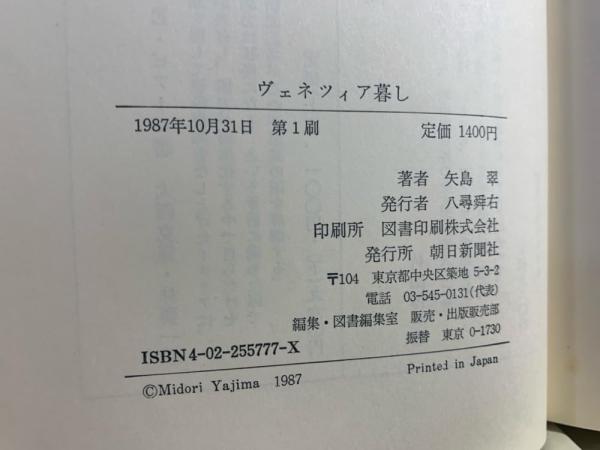 ヴェネツィア暮し
1987年10月31日 第1刷 定価 1400円
著者 矢島 翠
発行者 八尋舜右
印刷所 図書印刷株式会社
発行所 朝日新聞社
〒104 東京都中央区築地 5-3-2
電話 03-545-0131(代表)
編集・図書編集室 販売・出版販売部
振替 東京 0-1730
ISBN4-02-255777-X
Printed in Japan
©Midori Yajima 1987